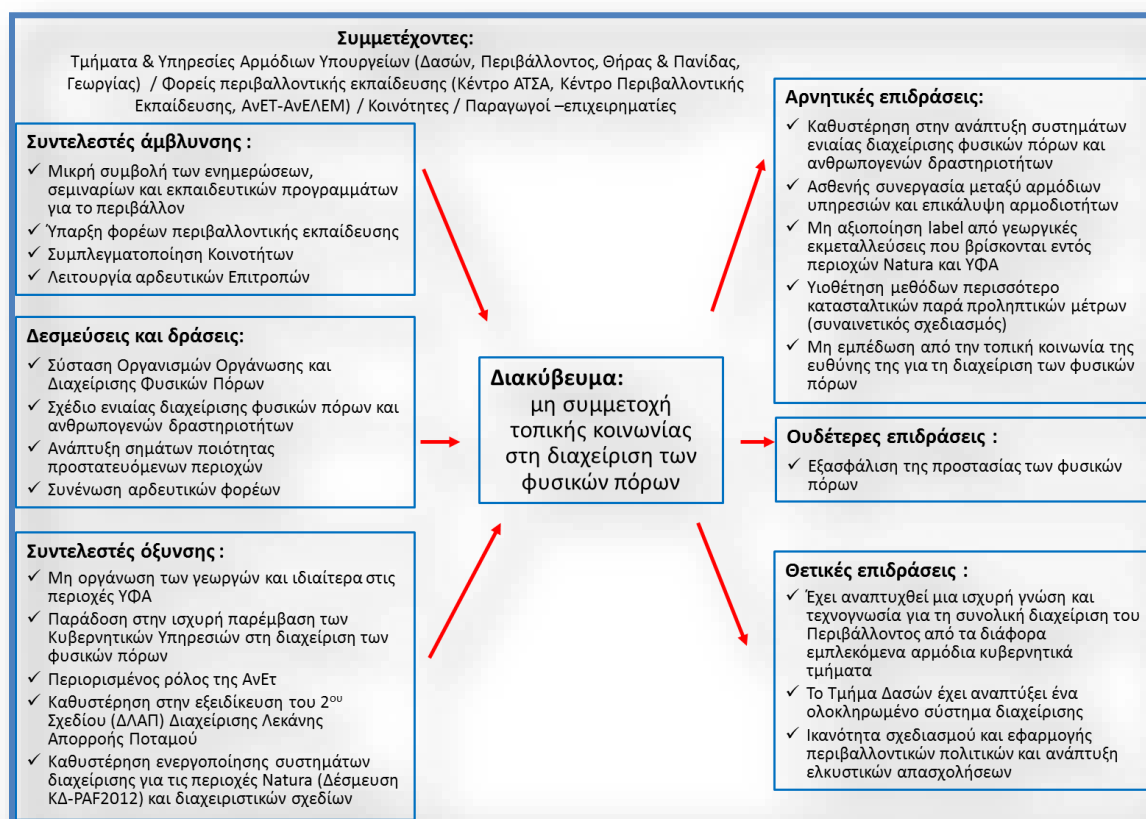 Συμμετέχοντες:
Τμήματα & Υπηρεσίες Αρμόδιων Υπουργείων (Δασών, Περιβάλλοντος, Θήρας & Πανίδας,
Γεωργίας) / Φορείς περιβαλλοντική εκπαίδευσης (Κέντρο ΑΤΣΑ, Κέντρο Περιβαλλοντικής
Εκπαίδευσης, ΑνΕΤ-ΑνΕΛΕΜ) / Κοινότητες / Παραγωγοί –επιχειρηματίες
Συντελεστές άμβλυνσης :
✓ Μικρή συμβολή των ενημερώσεων,
σεμιναρίων και εκπαιδευτικών προγραμμάτων
για το περιβάλλον
✓ Ύπαρξη φορέων περιβαλλοντικής εκπαίδευσης
✓ Συμπλεγματοποίηση Κοινοτήτων
✓ Λειτουργία αρδευτικών Επιτροπών
Δεσμεύσεις και δράσεις:
✓ Σύσταση Οργανισμών Οργάνωσης και
Διαχείρισης Φυσικών Πόρων
✓ Σχέδιο ενιαίας διαχείρισης φυσικών πόρων και
ανθρωπογενών δραστηριοτήτων
✓ Ανάπτυξη σημάτων ποιότητας
προστατευόμενων περιοχών
✓ Συνένωση αρδευτικών φορέων
Συντελεστές όξυνσης :
✓ Μη οργάνωση των γεωργών και ιδιαίτερα στις
περιοχές ΥΦΑ
✓ Παράδοση στην ισχυρή παρέμβαση των
Κυβερνητικών Υπηρεσιών στη διαχείριση των
φυσικών πόρων
✓ Περιορισμένος ρόλος της ΑνΕτ
✓ Καθυστέρηση στην εξειδίκευση του 2ου
Σχεδίου (ΔΛΑΠ) Διαχείρισης Λεκάνης
Απορροής Ποταμού
✓ Καθυστέρηση ενεργοποίησης συστημάτων
διαχείρισης για τις περιοχές Natura (Δέσμευση
ΚΔ-PAF2012) και διαχειριστικών σχεδίων
Διακύβευμα:
μη συμμετοχή
τοπικής κοινωνίας
στη διαχείριση των
φυσικών πόρων
Αρνητικές επιδράσεις:
✓ Καθυστέρηση στην ανάπτυξη συστημάτων
ενιαίας διαχείρισης φυσικών πόρων και
ανθρωπογενών δραστηριοτήτων
✓ Ασθενής συνεργασία μεταξύ αρμόδιων
υπηρεσιών και επικάλυψη αρμοδιοτήτων
✓ Μη αξιοποίηση label από γεωργικές
εκμεταλλεύσεις που βρίσκονται εντός
περιοχών Natura και ΥΦΑ
✓ Υιοθέτηση μεθόδων περισσότερο
κατασταλτικών παρά προληπτικών μέτρων
(συναινετικός σχεδιασμός)
✓ Μη εμπέδωση από την τοπική κοινωνία της
ευθύνης της για τη διαχείριση των φυσικών
πόρων
Ουδέτερες επιδράσεις :
✓ Εξασφάλιση της προστασίας των φυσικών
πόρων
Θετικές επιδράσεις :
✓ Έχει αναπτυχθεί μια ισχυρή γνώση και
τεχνογνωσία για τη συνολική διαχείριση του
Περιβάλλοντος από τα διάφορα
εμπλεκόμενα αρμόδια κυβερνητικά
τμήματα
✓ Το Τμήμα Δασών έχει αναπτύξει ένα
ολοκληρωμένο σύστημα διαχείρισης
✓ Ικανότητα σχεδιασμού και εφαρμογής
περιβαλλοντικών πολιτικών και ανάπτυξη
ελκυστικών απασχολήσεων